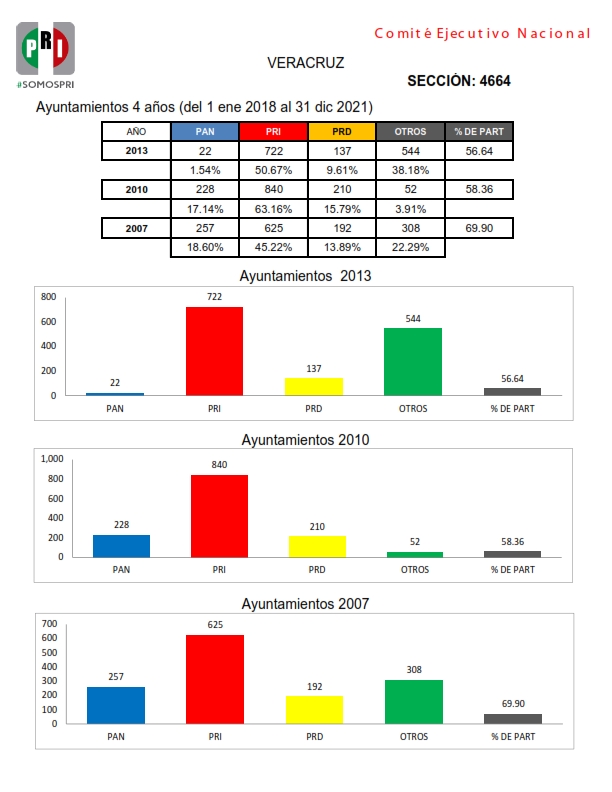 Comité Ejecutivo Nacional
PRI
#SOMOSPRI
VERACRUZ
SECCIÓN: 4664
Ayuntamientos 4 años (del 1 ene 2018 al 31 dic 2021)
AÑO PAN PRI PRD OTROS % DE PART
2013 22 722 137 544 56.64
1.54% 50.67% 9.61% 38.18%
2010 228 840 210 52 58.36
17.14% 63.16% 15.79% 3.91%
2007 257 625 192 308 69.90
18.60% 45.22% 13.89% 22.29%
Ayuntamientos 2013
800
600
400
200
0
22 722 137 544 56.64
PAN PRI PRD OTROS % DE PART
Ayuntamientos 2010
1,000
800
600
400
200
0
228 840 210 52 58.36
PAN PRI PRD OTROS % DE PART
Ayuntamientos 2007
700
600
500
400
300
200
100
0
257 625 192 308 69.90
PAN PRI PRD OTROS % DE PART